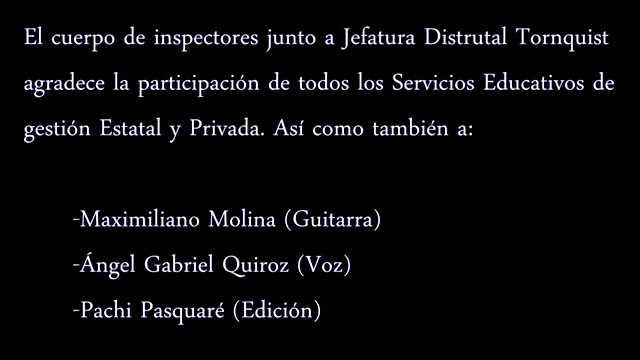 El cuerpo de inspectores junto a Jefatura Distrutal Tornquist
agradece la participación de todos los Servicios Educativos de
gestión Estatal y Privada. Así como también a:
-Maximiliano Molina (Guitarra)
-Ángel Gabriel Quiroz (Voz)
-Pachi Pasquaré (Edición)